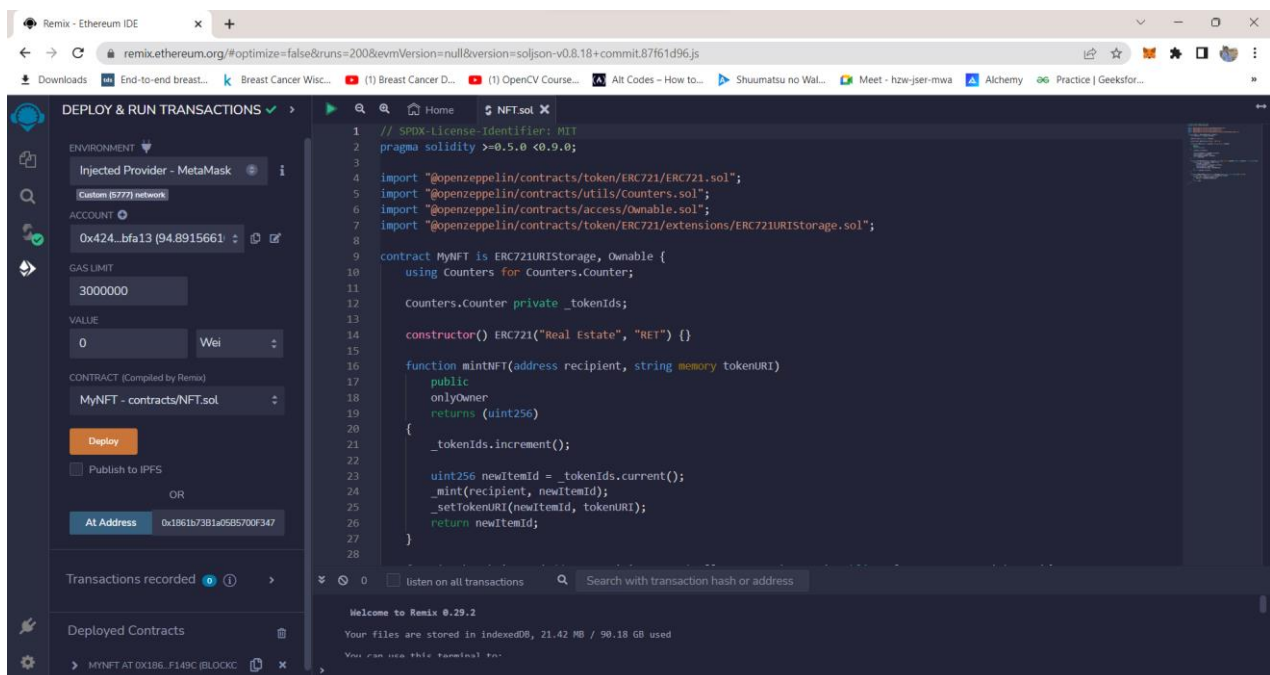 Remix - Ethereum IDE
remix.ethereum.org/#optimize=false&runs=200&evmVersion=null&version=soljson-v0.8.18+commit.87f61d96.js
Downloads End-to-end breast... Breast Cancer Wisc... (1) Breast Cancer D... (1) OpenCV Course... Alt Codes – How to... Shuumatsu no Wal... Meet - hzw-jser-mwa Alchemy Practice | Geeksfor... »
DEPLOY & RUN TRANSACTIONS
ENVIRONMENT
Injected Provider - MetaMask
Custom (5777) network
ACCOUNT
0x424...bfa13 (94.8915661
GAS LIMIT
3000000
VALUE
0 Wei
CONTRACT (Compiled by Remix)
MyNFT - contracts/NFT.sol
Deploy
Publish to IPFS
OR
At Address 0x1861b73B1a05B5700F347
Transactions recorded 0
Deployed Contracts
MYNFT AT 0X186...F149C (BLOCKC
Home NFT.sol
1 // SPDX-License-Identifier: MIT
2 pragma solidity >=0.5.0 <0.9.0;
3
4 import "@openzeppelin/contracts/token/ERC721/ERC721.sol";
5 import "@openzeppelin/contracts/utils/Counters.sol";
6 import "@openzeppelin/contracts/access/Ownable.sol";
7 import "@openzeppelin/contracts/token/ERC721/extensions/ERC721URIStorage.sol";
8
9 contract MyNFT is ERC721URIStorage, Ownable {
10 using Counters for Counters.Counter;
11
12 Counters.Counter private _tokenIds;
13
14 constructor() ERC721("Real Estate", "RET") {}
15
16 function mintNFT(address recipient, string memory tokenURI)
17 public
18 onlyOwner
19 returns (uint256)
20 {
21 _tokenIds.increment();
22
23 uint256 newItemId = _tokenIds.current();
24 _mint(recipient, newItemId);
25 _setTokenURI(newItemId, tokenURI);
26 return newItemId;
27 }
28
0 listen on all transactions Search with transaction hash or address
Welcome to Remix 0.29.2
Your files are stored in indexedDB, 21.42 MB / 90.18 GB used
You can use this terminal to: